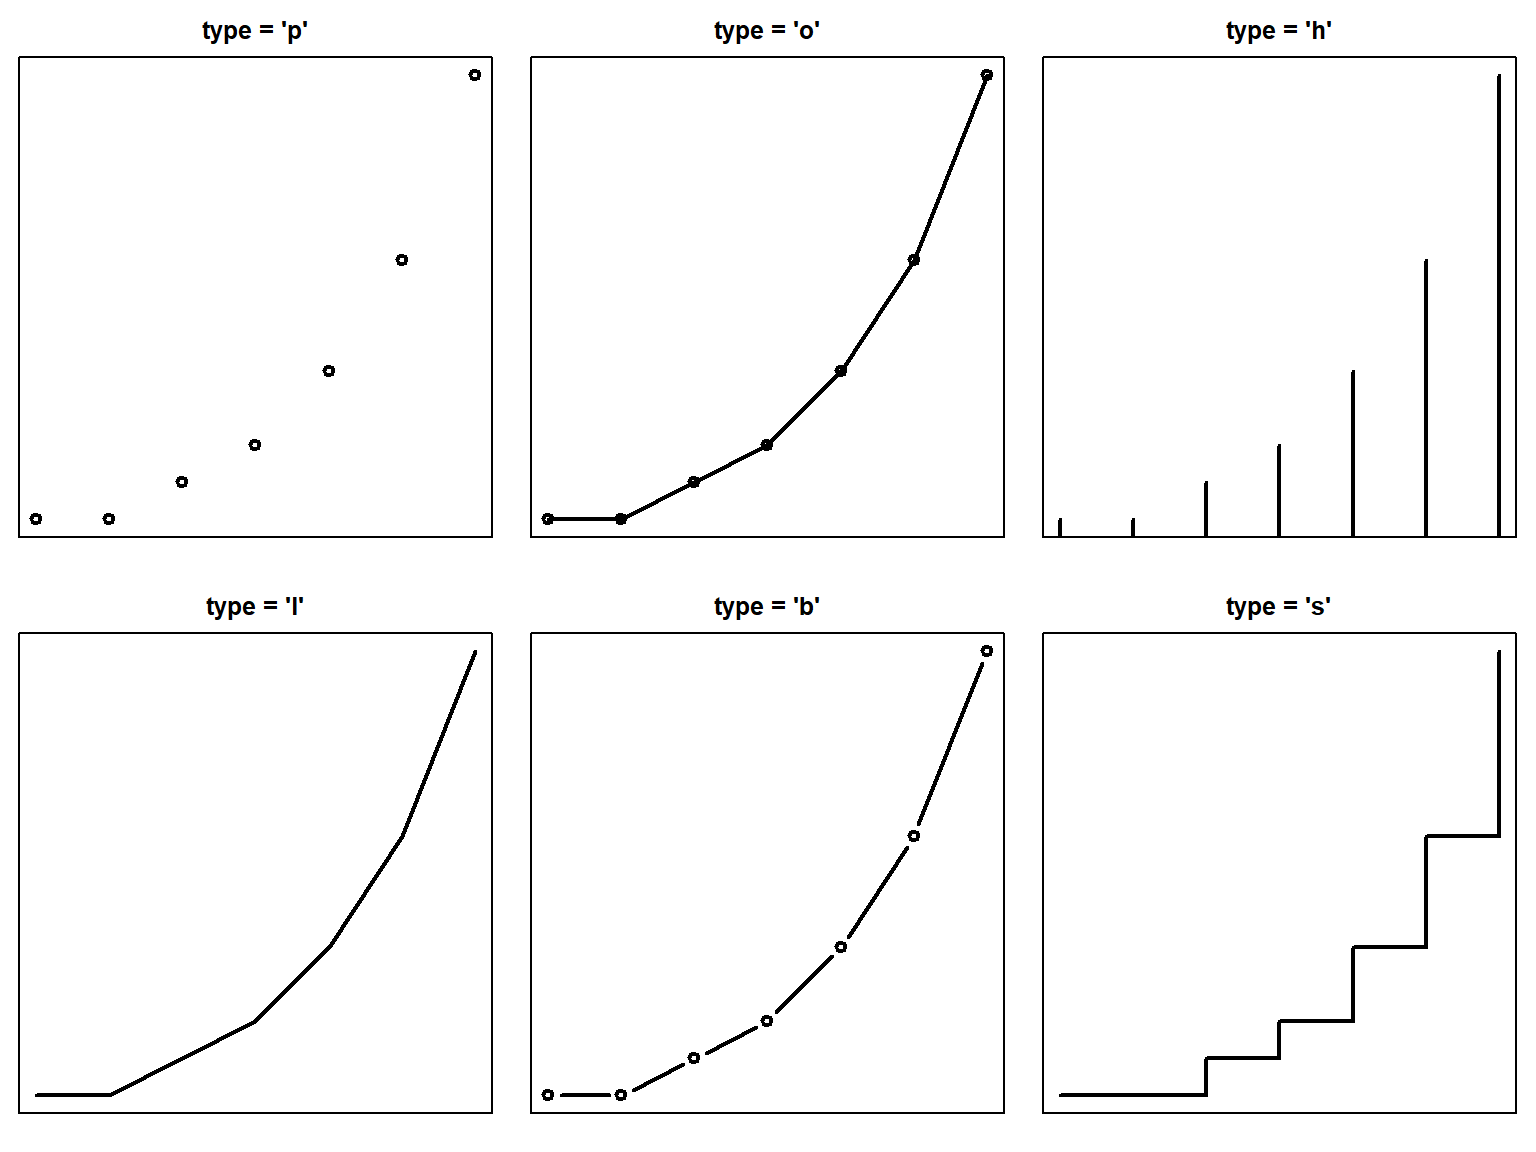 type = 'p'
type = 'o'
type = 'h'
type = 'l'
type = 'b'
type = 's'